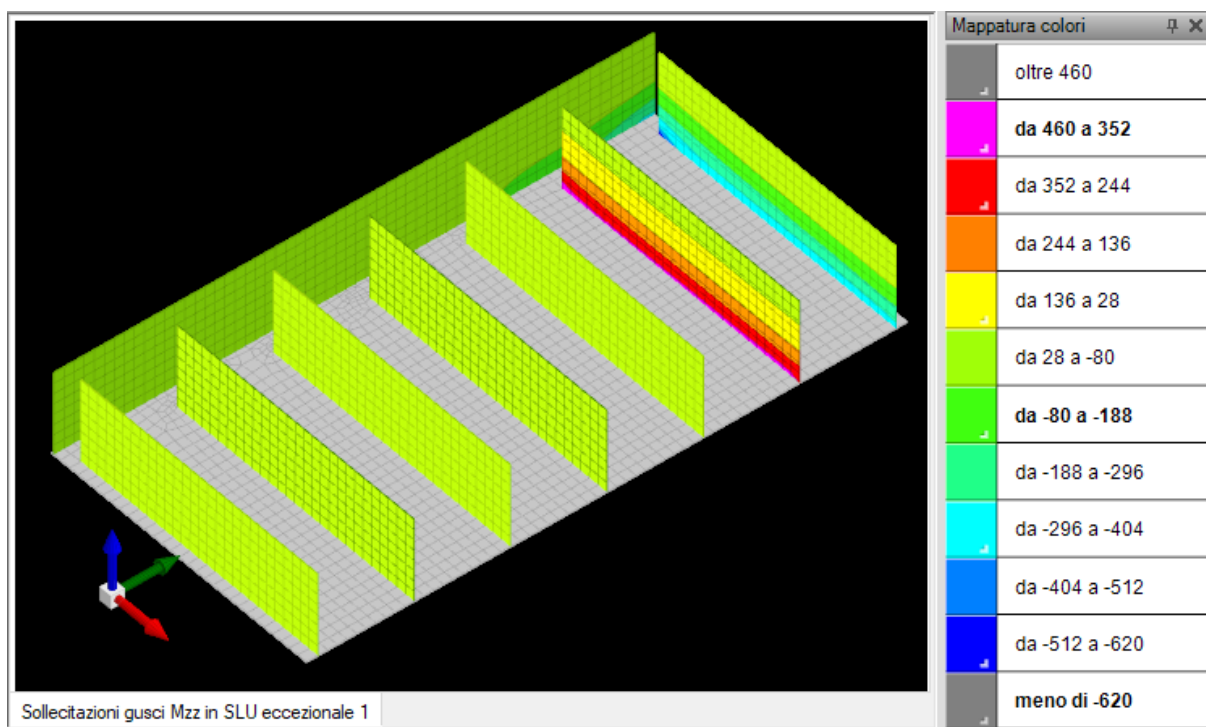 Mappatura colori
oltre 460
da 460 a 352
da 352 a 244
da 244 a 136
da 136 a 28
da 28 a -80
da -80 a -188
da -188 a -296
da -296 a -404
da -404 a -512
da -512 a -620
meno di -620
Sollecitazioni gusci Mzz in SLU eccezionale 1